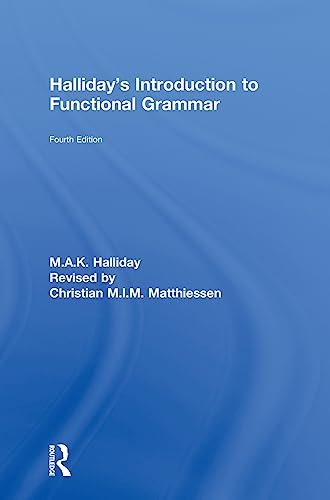 Halliday's Introduction to
Functional Grammar
Fourth Edition
M.A.K. Halliday
Revised by
Christian M.I.M. Matthiessen
ROUTLEDGE